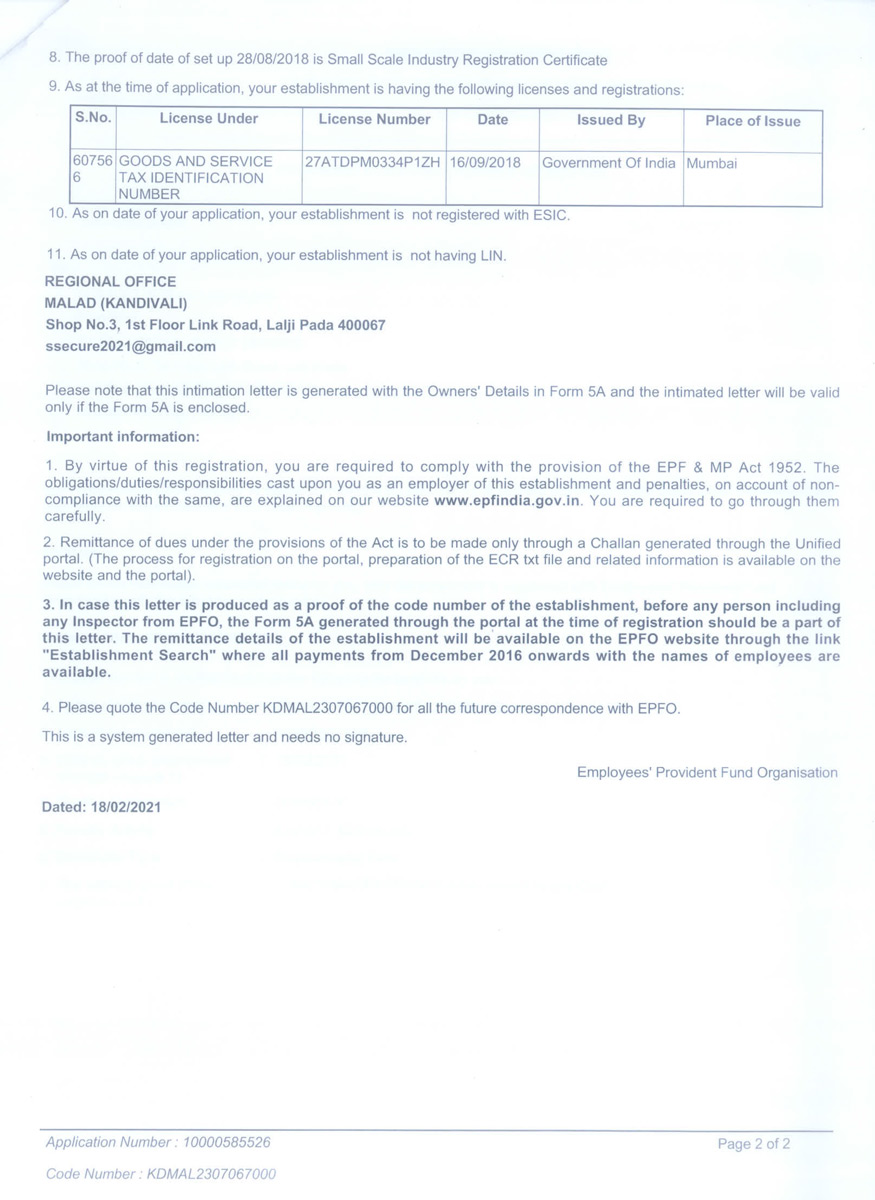 8. The proof of date of set up 28/08/2018 is Small Scale Industry Registration Certificate
9. As at the time of application, your establishment is having the following licenses and registrations:
S.No. License Under License Number Date Issued By Place of Issue
60756 GOODS AND SERVICE 27ATDPM0334P1ZH 16/09/2018 Government Of India Mumbai
6 TAX IDENTIFICATION
NUMBER
10. As on date of your application, your establishment is not registered with ESIC.
11. As on date of your application, your establishment is not having LIN.
REGIONAL OFFICE
MALAD (KANDIVALI)
Shop No.3, 1st Floor Link Road, Lalji Pada 400067
ssecure2021@gmail.com
Please note that this intimation letter is generated with the Owners' Details in Form 5A and the intimated letter will be valid
only if the Form 5A is enclosed.
Important information:
1. By virtue of this registration, you are required to comply with the provision of the EPF & MP Act 1952. The
obligations/duties/responsibilities cast upon you as an employer of this establishment and penalties, on account of non-
compliance with the same, are explained on our website www.epfindia.gov.in. You are required to go through them
carefully.
2. Remittance of dues under the provisions of the Act is to be made only through a Challan generated through the Unified
portal. (The process for registration on the portal, preparation of the ECR txt file and related information is available on the
website and the portal).
3. In case this letter is produced as a proof of the code number of the establishment, before any person including
any Inspector from EPFO, the Form 5A generated through the portal at the time of registration should be a part of
this letter. The remittance details of the establishment will be available on the EPFO website through the link
"Establishment Search" where all payments from December 2016 onwards with the names of employees are
available.
4. Please quote the Code Number KDMAL2307067000 for all the future correspondence with EPFO.
This is a system generated letter and needs no signature.
Employees' Provident Fund Organisation
Dated: 18/02/2021
Application Number : 10000585526
Page 2 of 2
Code Number : KDMAL2307067000